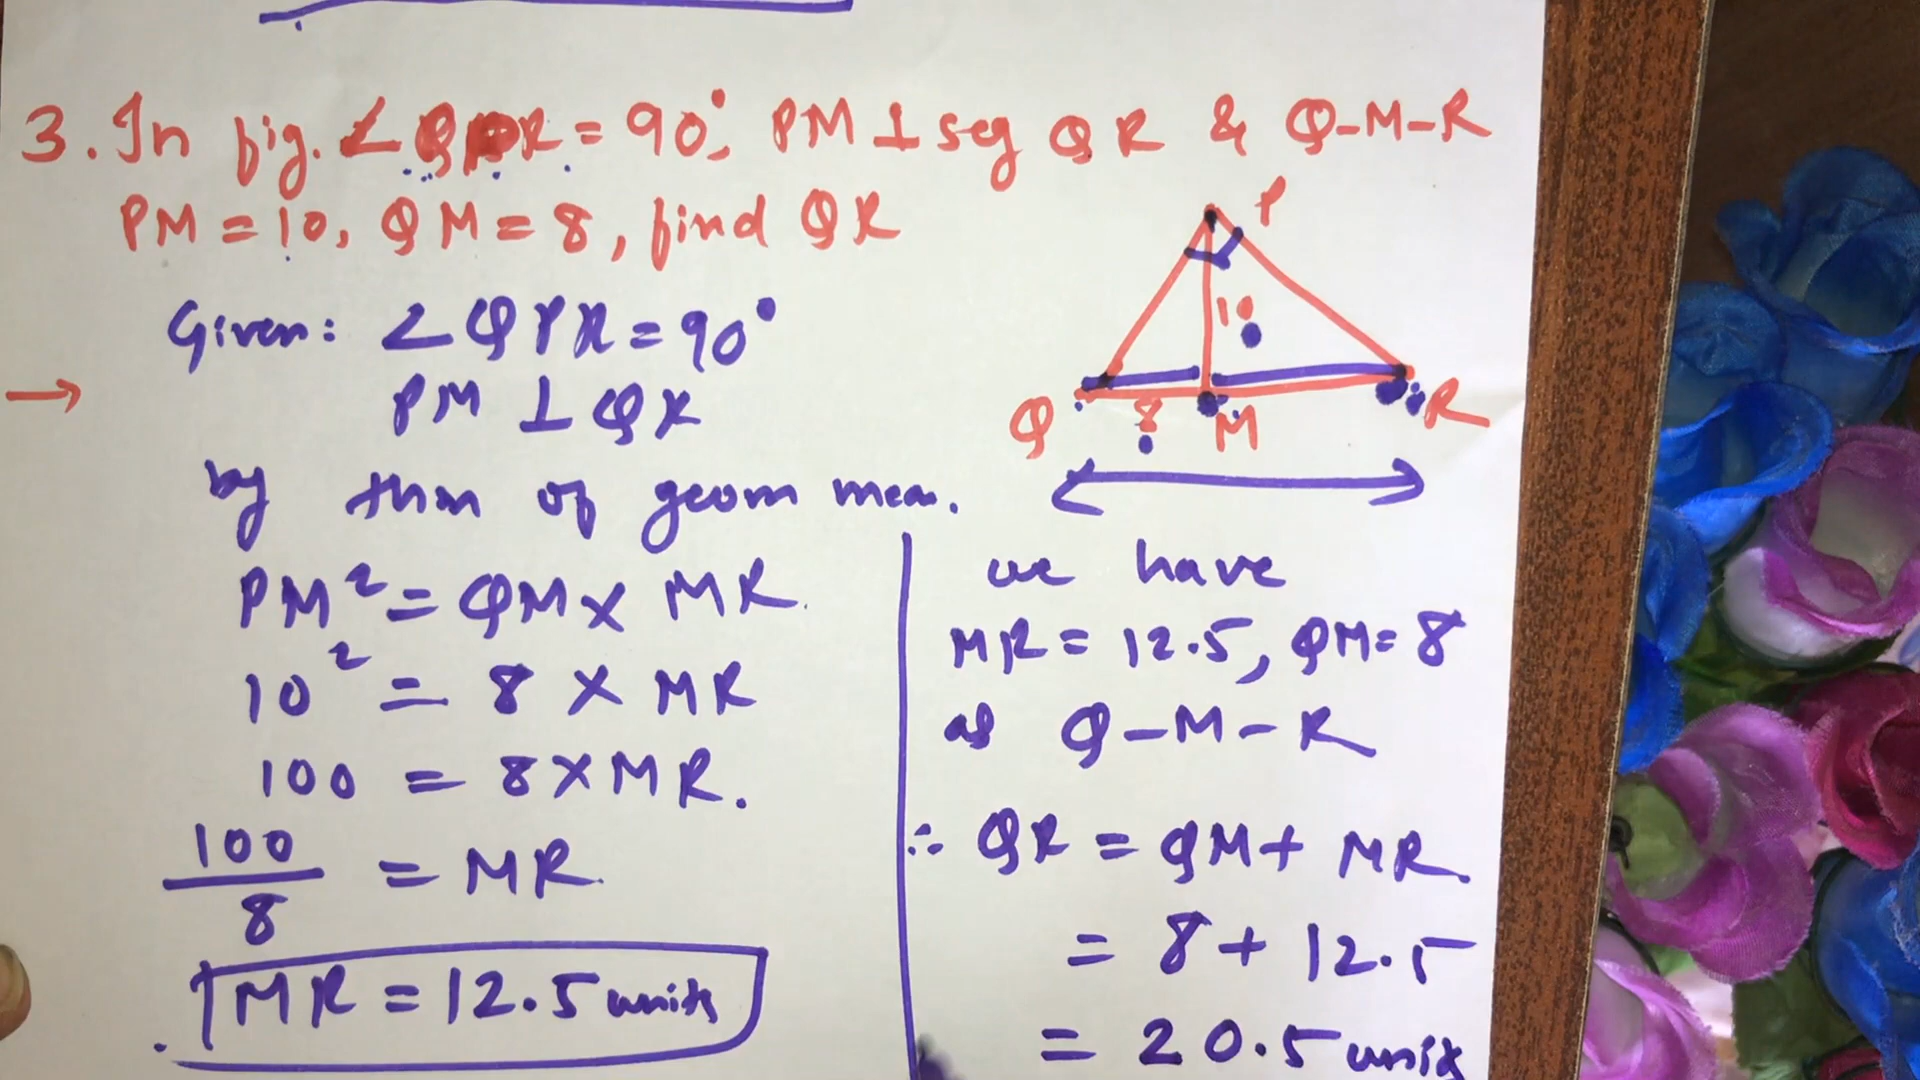 3. In fig. ∠QPR = 90°, PM ⊥ seg QR & Q-M-R
PM = 10, QM = 8, find QR
P
10
Q 8 M R
Given: ∠QPR = 90°
→ PM ⊥ QR
by thm of geom mean.
PM² = QM × MR.
10² = 8 × MR
100 = 8 × MR.
100/8 = MR.
MR = 12.5 units
we have
MR = 12.5, QM = 8
as Q - M - R
∴ QR = QM + MR.
= 8 + 12.5
= 20.5 units